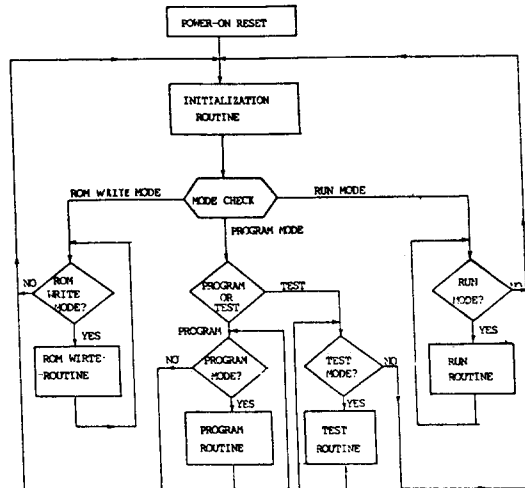 POWER-ON RESET
INITIALIZATION
ROUTINE
ROM WRITE MODE
MODE CHECK
RUN MODE
PROGRAM MODE
NO
ROM
WRITE
MODE?
YES
ROM WIRTE-
ROUTINE
PROGRAM
OR
TEST
TEST
PROGRAM
NO
PROGRAM
MODE?
YES
PROGRAM
ROUTINE
TEST
MODE?
NO
YES
TEST
ROUTINE
RUN
MODE?
NO
YES
RUN
ROUTINE